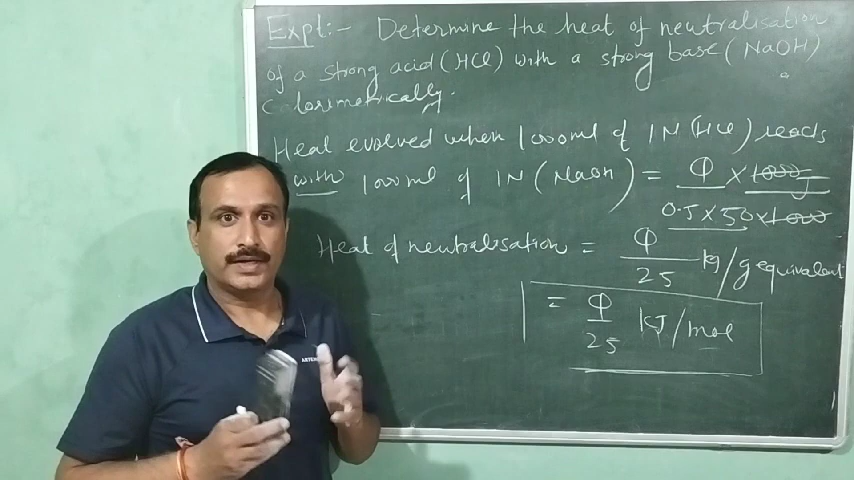 Expt:- Determine the heat of neutralisation
of a strong acid (HCl) with a strong base (NaOH)
Calorimetrically.
Heat evolved when 1000ml of 1N (HCl) reacts
with 1000ml of 1N (NaOH) = Φ × 1000 J
0.5 × 50 × 1000
Heat of neutralisation = Φ
25 kJ/g equivalent
= Φ
25 kJ/mol